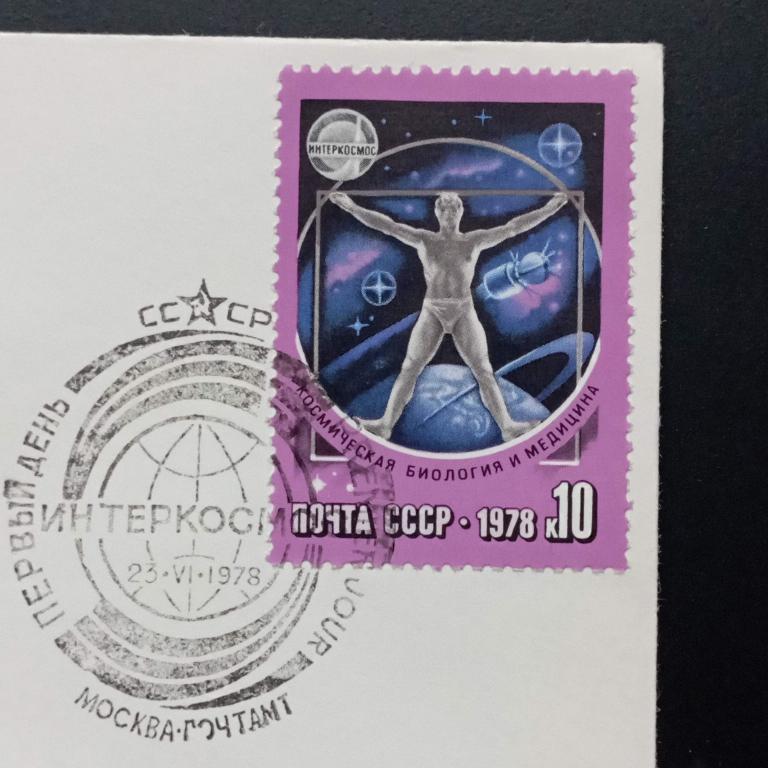 ИНТЕРКОСМОС
КОСМИЧЕСКАЯ БИОЛОГИЯ И МЕДИЦИНА
ПОЧТА СССР • 1978 к10
СССР
ПЕРВЫЙ ДЕНЬ
ИНТЕРКОСМ
23•VI•1978
JOUR
МОСКВА•ПОЧТАМТ